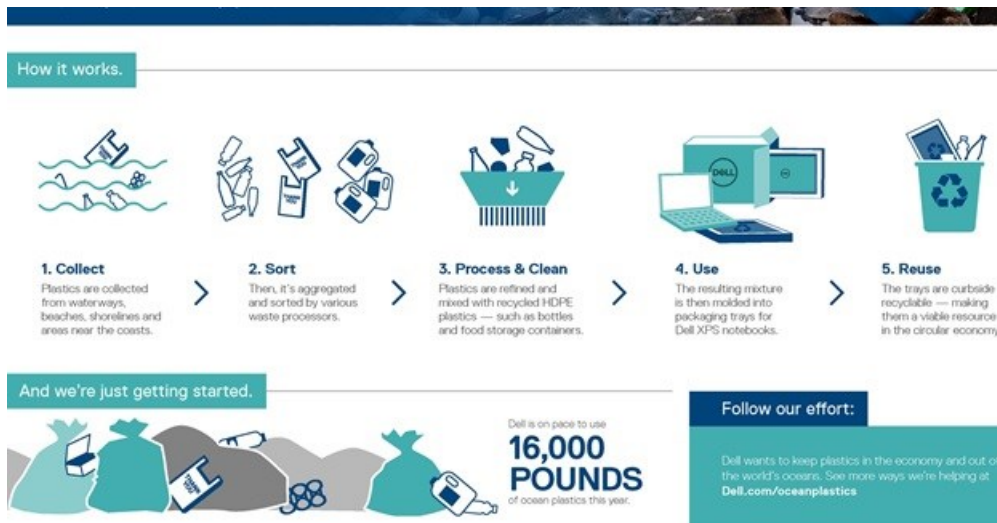 How it works.
1. Collect
Plastics are collected
from waterways,
beaches, shorelines and
areas near the coasts.
2. Sort
Then, it's aggregated
and sorted by various
waste processors.
3. Process & Clean
Plastics are refined and
mixed with recycled HDPE
plastics — such as bottles
and food storage containers.
DELL
4. Use
The resulting mixture
is then molded into
packaging trays for
Dell XPS notebooks.
5. Reuse
The trays are curbside
recyclable — making
them a viable resource
in the circular economy
And we're just getting started.
Dell is on pace to use
16,000
POUNDS
of ocean plastics this year.
Follow our effort:
Dell wants to keep plastics in the economy and out
the world's oceans. See more ways we're helping at
Dell.com/oceanplastics